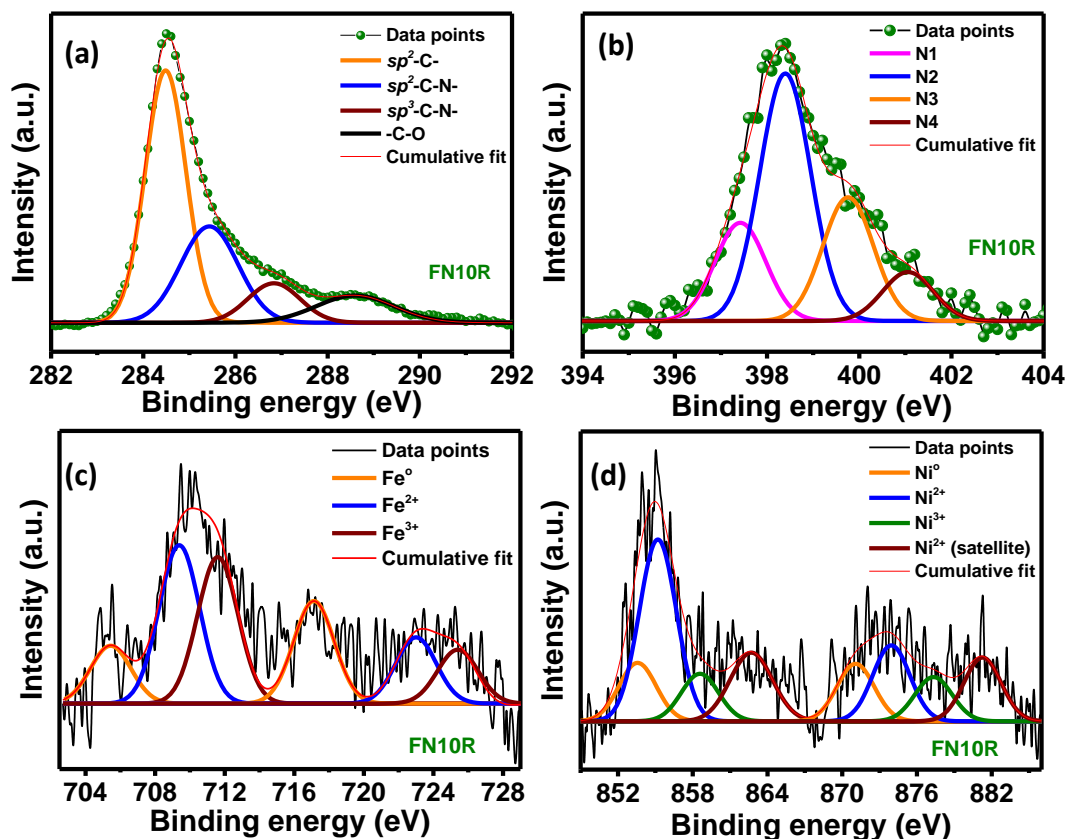 (a)
Data points
sp²-C-
sp²-C-N-
sp³-C-N-
-C-O
Cumulative fit
FN10R
Intensity (a.u.)
282 284 286 288 290 292
Binding energy (eV)
(b)
Data points
N1
N2
N3
N4
Cumulative fit
FN10R
Intensity (a.u.)
394 396 398 400 402 404
Binding energy (eV)
(c)
Data points
Feᵒ
Fe²⁺
Fe³⁺
Cumulative fit
FN10R
Intensity (a.u.)
704 708 712 716 720 724 728
Binding energy (eV)
(d)
Data points
Niᵒ
Ni²⁺
Ni³⁺
Ni²⁺ (satellite)
Cumulative fit
FN10R
Intensity (a.u.)
852 858 864 870 876 882
Binding energy (eV)